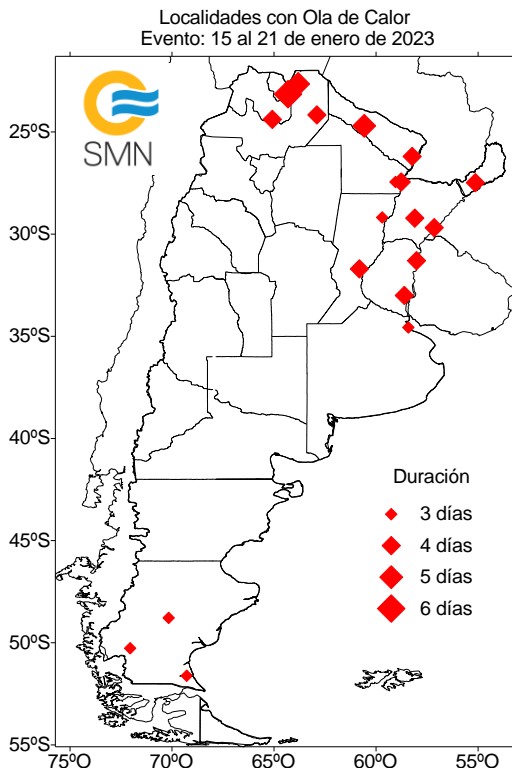 Localidades con Ola de Calor
Evento: 15 al 21 de enero de 2023
SMN
25ºS
30ºS
35ºS
40ºS
45ºS
50ºS
55ºS
75ºO
70ºO
65ºO
60ºO
55ºO
Duración
3 días
4 días
5 días
6 días